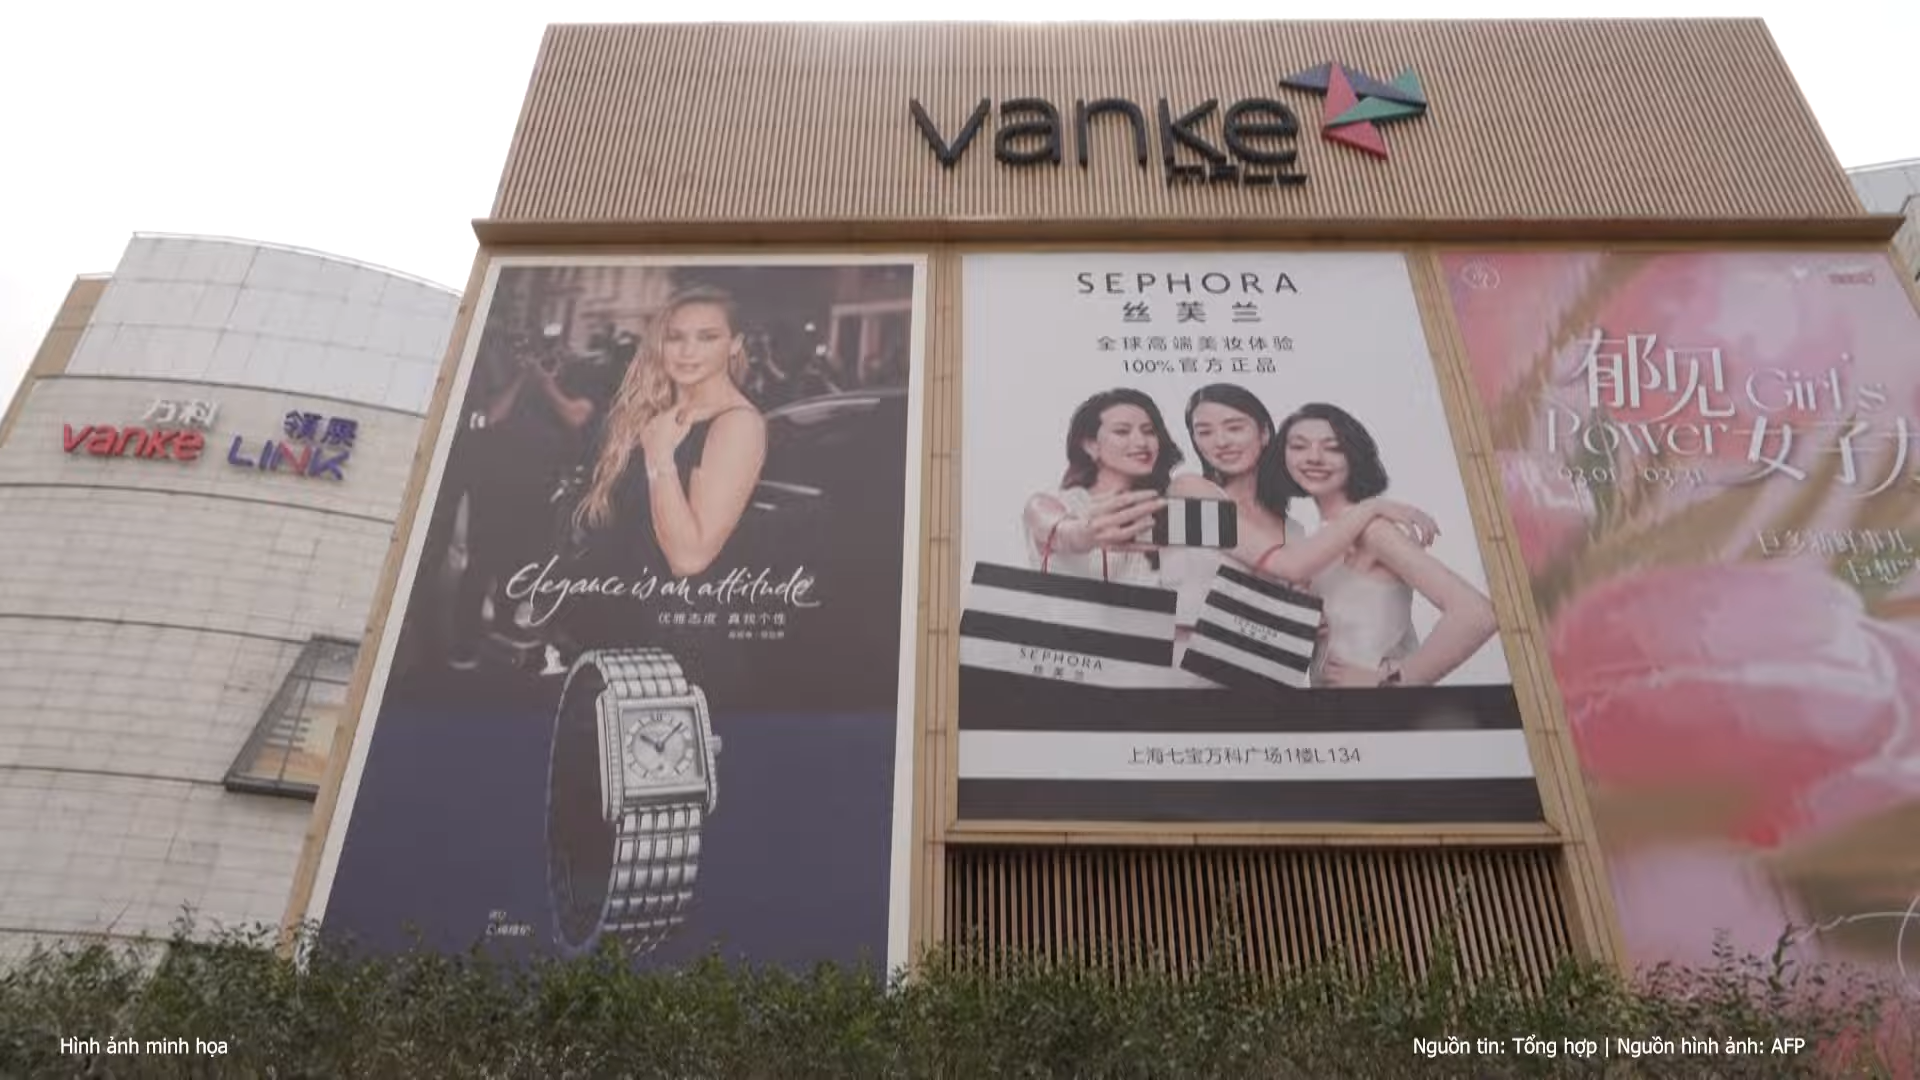 vanke
万科
vanke
领展
LINK
Elegance is an attitude
优雅态度 真我个性
SEPHORA
丝芙兰
全球高端美妆体验
100%官方正品
SEPHORA
丝芙兰
SEPHORA
上海七宝万科广场1楼L134
郁见 Girl's
Power 女子力
03.01 03.31
Hình ảnh minh họa
Nguồn tin: Tổng hợp | Nguồn hình ảnh: AFP